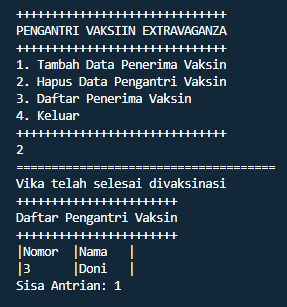 ++++++++++++++++++++++++++++++
PENGANTRI VAKSIIN EXTRAVAGANZA
++++++++++++++++++++++++++++++
1. Tambah Data Penerima Vaksin
2. Hapus Data Pengantri Vaksin
3. Daftar Penerima Vaksin
4. Keluar
++++++++++++++++++++++++++++++
2
=====================================
Vika telah selesai divaksinasi
+++++++++++++++++++++++
Daftar Pengantri Vaksin
+++++++++++++++++++++++
|Nomor  |Nama   |
|3      |Doni   |
Sisa Antrian: 1